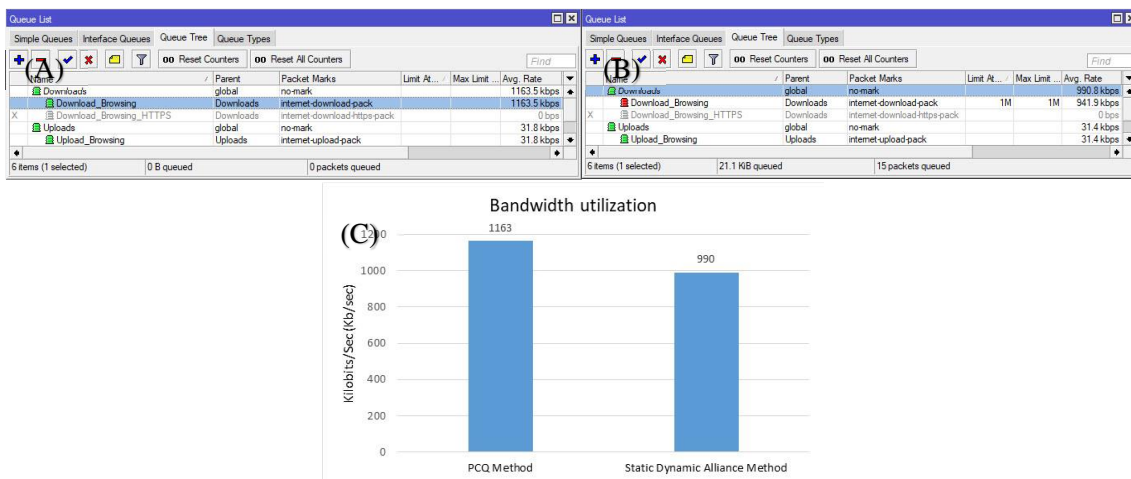 Queue List
Simple Queues Interface Queues Queue Tree Queue Types
00 Reset Counters 00 Reset All Counters Find
(A)
Name / Parent Packet Marks Limit At... / Max Limit ... Avg. Rate
Downloads global no-mark 1163.5 kbps
Download_Browsing Downloads internet-download-pack 1163.5 kbps
X Download_Browsing_HTTPS Downloads internet-download-https-pack 0 bps
Uploads global no-mark 31.8 kbps
Upload_Browsing Uploads internet-upload-pack 31.8 kbps
6 items (1 selected) 0 B queued 0 packets queued
Queue List
Simple Queues Interface Queues Queue Tree Queue Types
00 Reset Counters 00 Reset All Counters Find
(B)
Name / Parent Packet Marks Limit At... / Max Limit ... Avg. Rate
Downloads global no-mark 990.8 kbps
Download_Browsing Downloads internet-download-pack 1M 1M 941.9 kbps
X Download_Browsing_HTTPS Downloads internet-download-https-pack 0 bps
Uploads global no-mark 31.4 kbps
Upload_Browsing Uploads internet-upload-pack 31.4 kbps
6 items (1 selected) 21.1 KiB queued 15 packets queued
Bandwidth utilization
(C)
1163
990
1200
1000
800
600
400
200
0
Kilobits/Sec (Kb/sec)
PCQ Method Static Dynamic Alliance Method